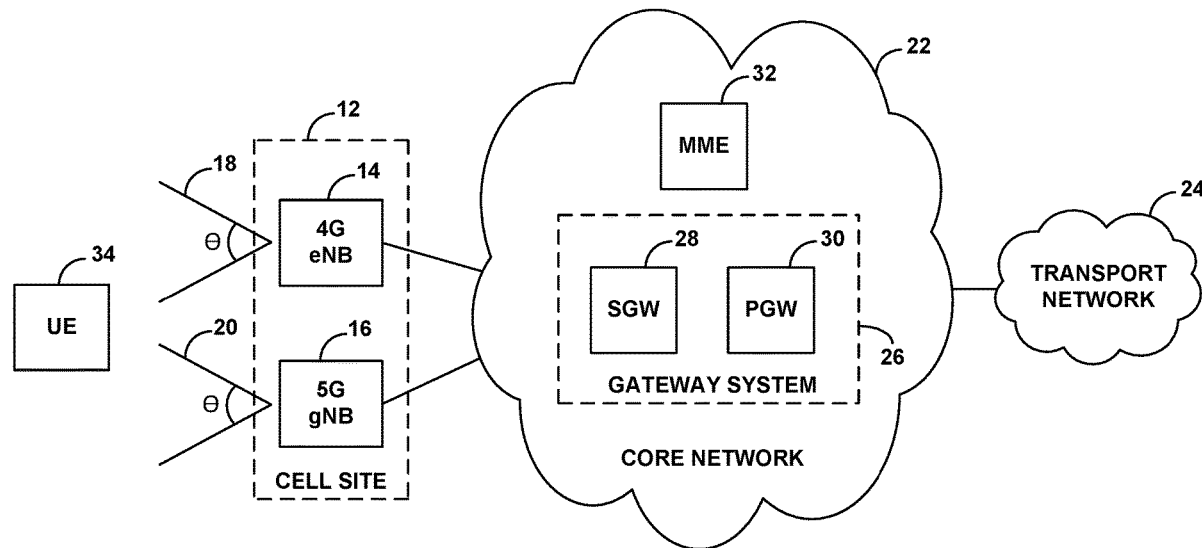 22
32
12
MME
18
14
24
4G
eNB
28
30
θ
34
TRANSPORT
NETWORK
SGW
PGW
UE
20
16
26
GATEWAY SYSTEM
5G
gNB
θ
CORE NETWORK
CELL SITE